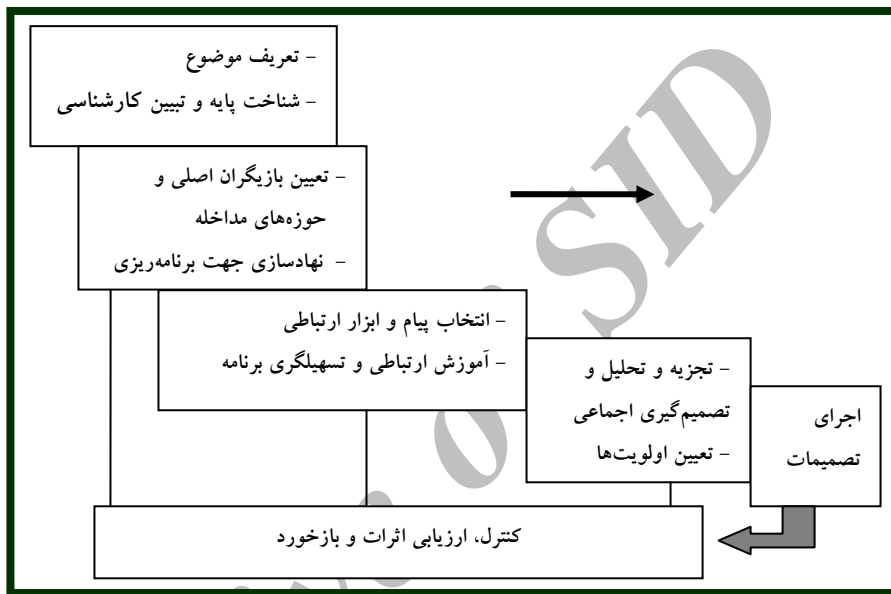 - تعریف موضوع
- شناخت پایه و تبیین کارشناسی
- تعیین بازیگران اصلی و
حوزه‌های مداخله
- نهادسازی جهت برنامه‌ریزی
- انتخاب پیام و ابزار ارتباطی
- آموزش ارتباطی و تسهیلگری برنامه
- تجزیه و تحلیل و
تصمیم‌گیری اجماعی
- تعیین اولویت‌ها
اجرای
تصمیمات
کنترل، ارزیابی اثرات و بازخورد
of SID